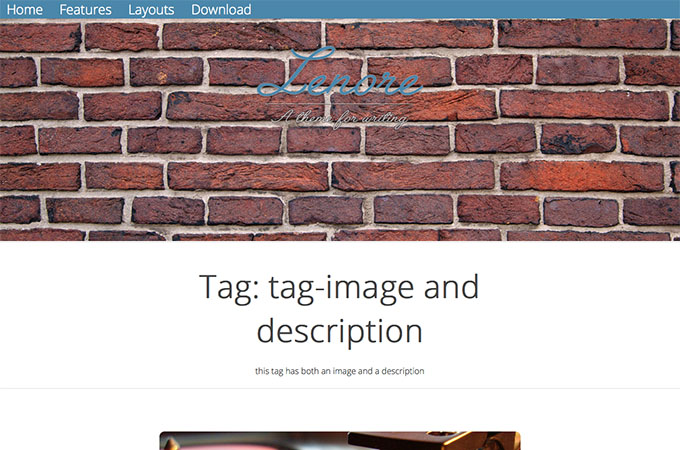 Home Features Layouts Download
Lenore
A theme for writing
Tag: tag-image and
description
this tag has both an image and a description